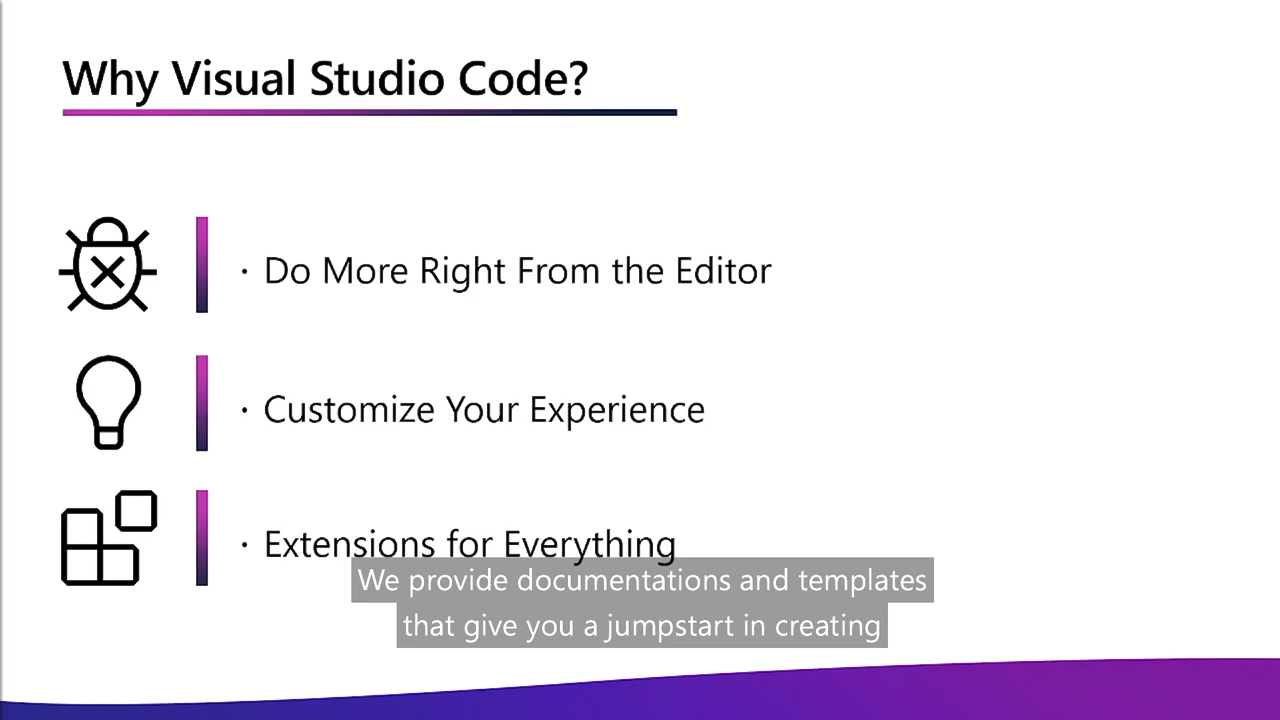 Why Visual Studio Code?
· Do More Right From the Editor
· Customize Your Experience
· Extensions for Everything
We provide documentations and templates
that give you a jumpstart in creating